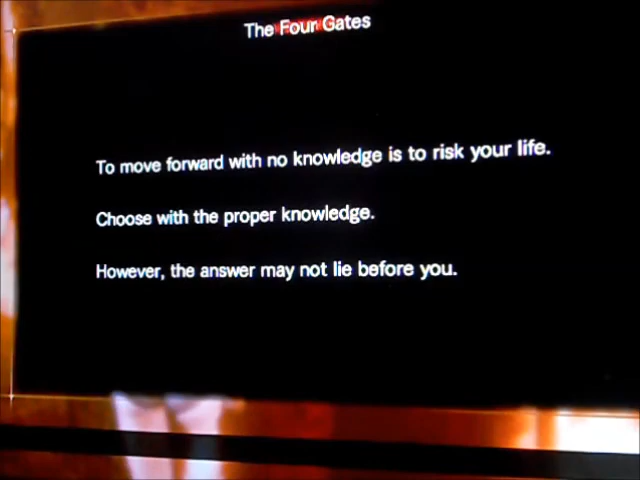 The Four Gates
To move forward with no knowledge is to risk your life.
Choose with the proper knowledge.
However, the answer may not lie before you.